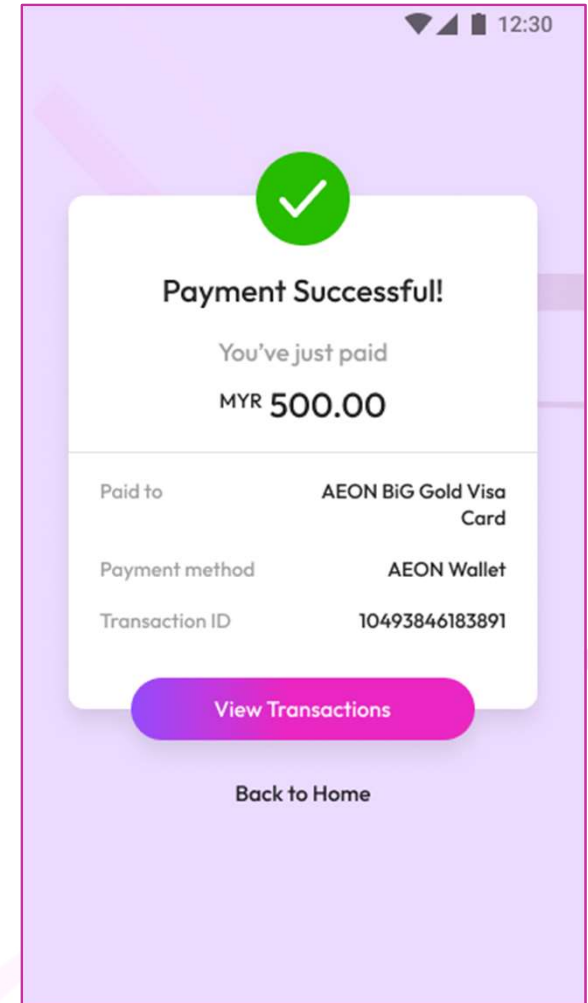 12:30
Payment Successful!
You’ve just paid
MYR 500.00
Paid to AEON BiG Gold Visa
Card
Payment method AEON Wallet
Transaction ID 10493846183891
View Transactions
Back to Home